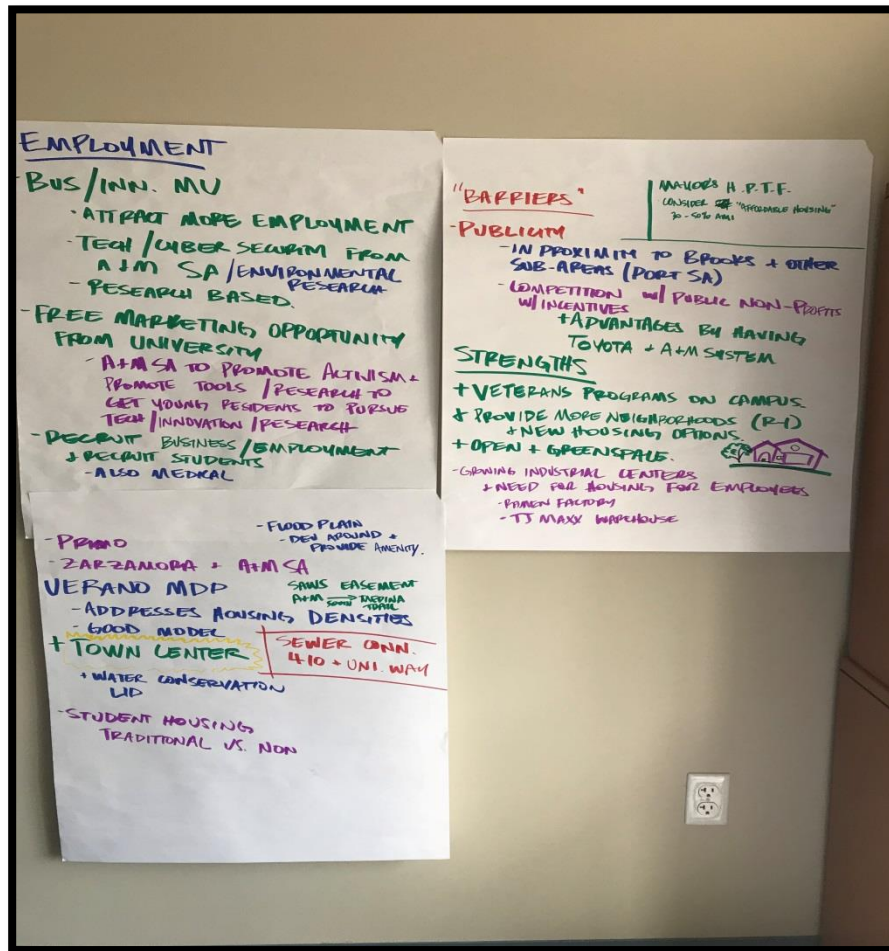 EMPLOYMENT
- BUS/INN. MU
- ATTRACT MORE EMPLOYMENT
- TECH/CYBER SECURITY FROM
A+M SA/ENVIRONMENTAL
RESEARCH
- RESEARCH BASED.
- FREE MARKETING OPPORTUNITY
FROM UNIVERSITY
- A+M SA TO PROMOTE ACTIVISM +
PROMOTE TOOLS /RESEARCH TO
GET YOUNG RESIDENTS TO PURSUE
TECH/INNOVATION/RESEARCH
- RECRUIT BUSINESS/EMPLOYMENT
+ RECRUIT STUDENTS
- ALSO MEDICAL
"BARRIERS"
MAYOR'S H.P.T.F.
CONSIDER "AFFORDABLE HOUSING"
30-50% AMI
- PUBLICITY
- IN PROXIMITY TO BROOKS + OTHER
SUB-AREAS (PORT SA)
- COMPETITION W/ PUBLIC NON-PROFITS
W/INCENTIVES
+ ADVANTAGES BY HAVING
TOYOTA + A+M SYSTEM
STRENGTHS
+ VETERANS PROGRAMS ON CAMPUS.
+ PROVIDE MORE NEIGHBORHOODS (R-1)
+ NEW HOUSING OPTIONS.
+ OPEN + GREENSPACE.
- GROWING INDUSTRIAL CENTERS
+ NEED FOR HOUSING FOR EMPLOYEES
- RAMEN FACTORY
- TJ MAXX WAREHOUSE
- FLOOD PLAIN
- DEV AROUND +
PROVIDE AMENITY.
- PRIMO
- ZARZAMORA + A+M SA
VERANO MDP
SAWS EASEMENT
A+M → MEDINA
SOUTH TRAIL
- ADDRESSES HOUSING DENSITIES
- GOOD MODEL
+ TOWN CENTER
SEWER CONN.
410 + UNI. WAY
+ WATER CONSERVATION
LID
- STUDENT HOUSING
TRADITIONAL VS. NON